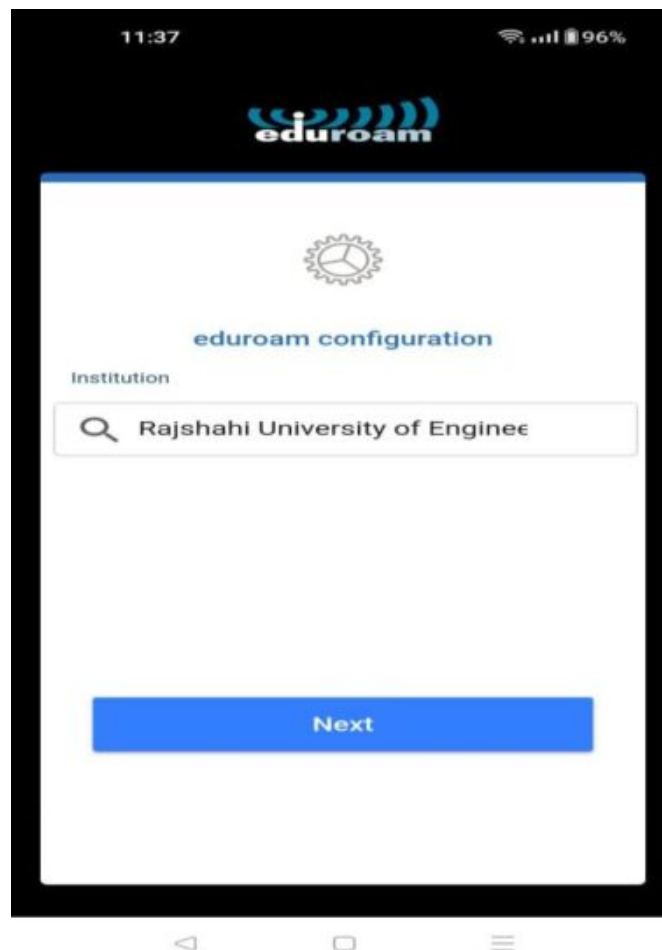 11:37 96%
eduroam
eduroam configuration
Institution
Rajshahi University of Enginee
Next